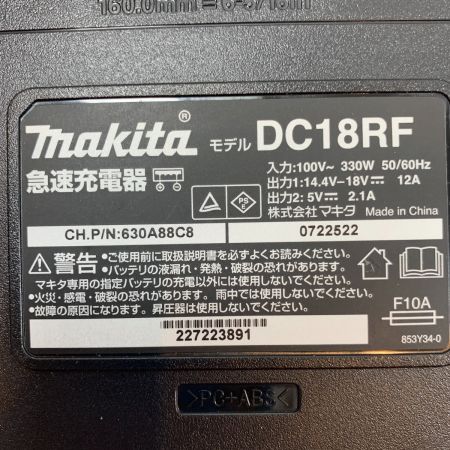 160.0mm=6-5/16in
makita® モデル DC18RF
急速充電器
入力:100V~ 330W 50/60Hz
出力1:14.4V-18V⎓ 12A
出力2: 5V⎓ 2.1A
PSE
株式会社マキタ Made in China
CH.P/N:630A88C8
0722522
警告 •ご使用前に取扱説明書を必ずよくお読みください。
•バッテリの液漏れ・発熱・破裂の恐れがあります。
マキタ専用の指定バッテリの充電以外には使用しないでください。
•火災・感電・破裂の恐れがあります。雨中では使用しないでください。
•故障の原因になります。昇圧器は使用しないでください。
F10A
227223891
853Y34-0
>PC+ABS<